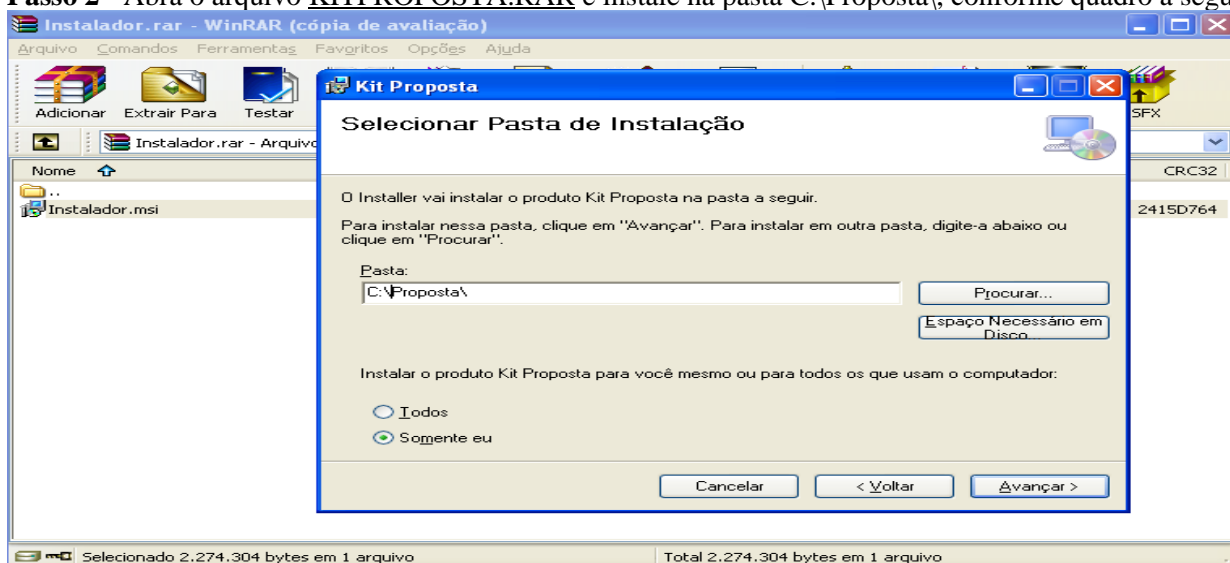 Passo 2 - Abra o arquivo KITPROPOSTA.RAR e instale na pasta C:\Proposta\, conforme quadro a segu
Instalador.rar - WinRAR (cópia de avaliação)
Arquivo Comandos Ferramentas Favoritos Opções Ajuda
Adicionar Extrair Para Testar SFX
Instalador.rar - Arquivo
Nome CRC32
..
Instalador.msi 2415D764
Kit Proposta
Selecionar Pasta de Instalação
O Installer vai instalar o produto Kit Proposta na pasta a seguir.
Para instalar nessa pasta, clique em "Avançar". Para instalar em outra pasta, digite-a abaixo ou
clique em "Procurar".
Pasta:
C:\Proposta\
Procurar...
Espaço Necessário em
Disco...
Instalar o produto Kit Proposta para você mesmo ou para todos os que usam o computador:
Todos
Somente eu
Cancelar < Voltar Avançar >
Selecionado 2.274.304 bytes em 1 arquivo Total 2.274.304 bytes em 1 arquivo